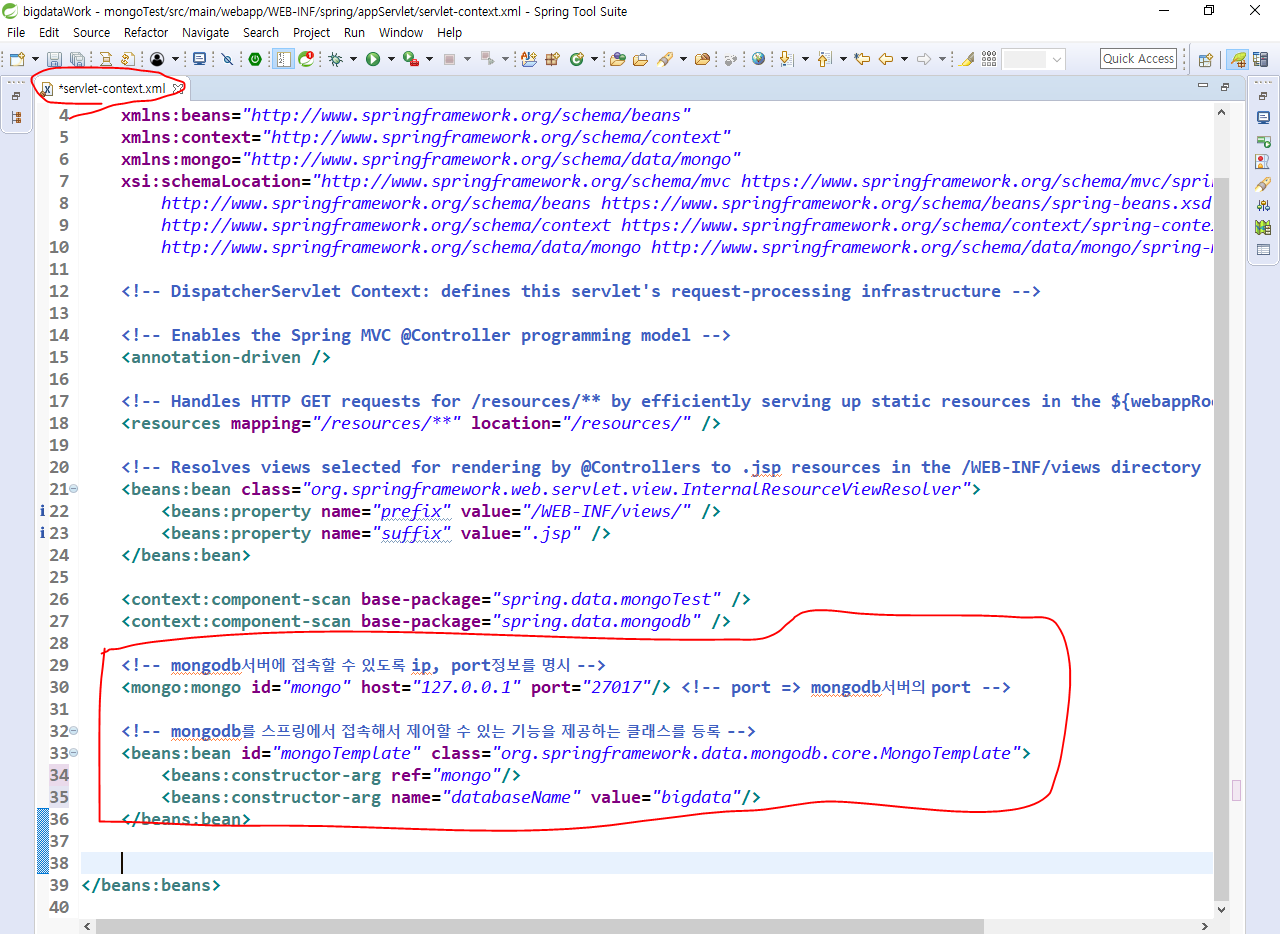 bigdataWork - mongoTest/src/main/webapp/WEB-INF/spring/appServlet/servlet-context.xml - Spring Tool Suite
File Edit Source Refactor Navigate Search Project Run Window Help
Quick Access
*servlet-context.xml
4 xmlns:beans="http://www.springframework.org/schema/beans"
5 xmlns:context="http://www.springframework.org/schema/context"
6 xmlns:mongo="http://www.springframework.org/schema/data/mongo"
7 xsi:schemaLocation="http://www.springframework.org/schema/mvc https://www.springframework.org/schema/mvc/spri
8 http://www.springframework.org/schema/beans https://www.springframework.org/schema/beans/spring-beans.xsd
9 http://www.springframework.org/schema/context https://www.springframework.org/schema/context/spring-conte
10 http://www.springframework.org/schema/data/mongo http://www.springframework.org/schema/data/mongo/spring-
11
12 <!-- DispatcherServlet Context: defines this servlet's request-processing infrastructure -->
13
14 <!-- Enables the Spring MVC @Controller programming model -->
15 <annotation-driven />
16
17 <!-- Handles HTTP GET requests for /resources/** by efficiently serving up static resources in the ${webappRoo
18 <resources mapping="/resources/**" location="/resources/" />
19
20 <!-- Resolves views selected for rendering by @Controllers to .jsp resources in the /WEB-INF/views directory
21 <beans:bean class="org.springframework.web.servlet.view.InternalResourceViewResolver">
22 <beans:property name="prefix" value="/WEB-INF/views/" />
23 <beans:property name="suffix" value=".jsp" />
24 </beans:bean>
25
26 <context:component-scan base-package="spring.data.mongoTest" />
27 <context:component-scan base-package="spring.data.mongodb" />
28
29 <!-- mongodb서버에 접속할 수 있도록 ip, port정보를 명시 -->
30 <mongo:mongo id="mongo" host="127.0.0.1" port="27017"/> <!-- port => mongodb서버의 port -->
31
32 <!-- mongodb를 스프링에서 접속해서 제어할 수 있는 기능을 제공하는 클래스를 등록 -->
33 <beans:bean id="mongoTemplate" class="org.springframework.data.mongodb.core.MongoTemplate">
34 <beans:constructor-arg ref="mongo"/>
35 <beans:constructor-arg name="databaseName" value="bigdata"/>
36 </beans:bean>
37
38
39 </beans:beans>
40